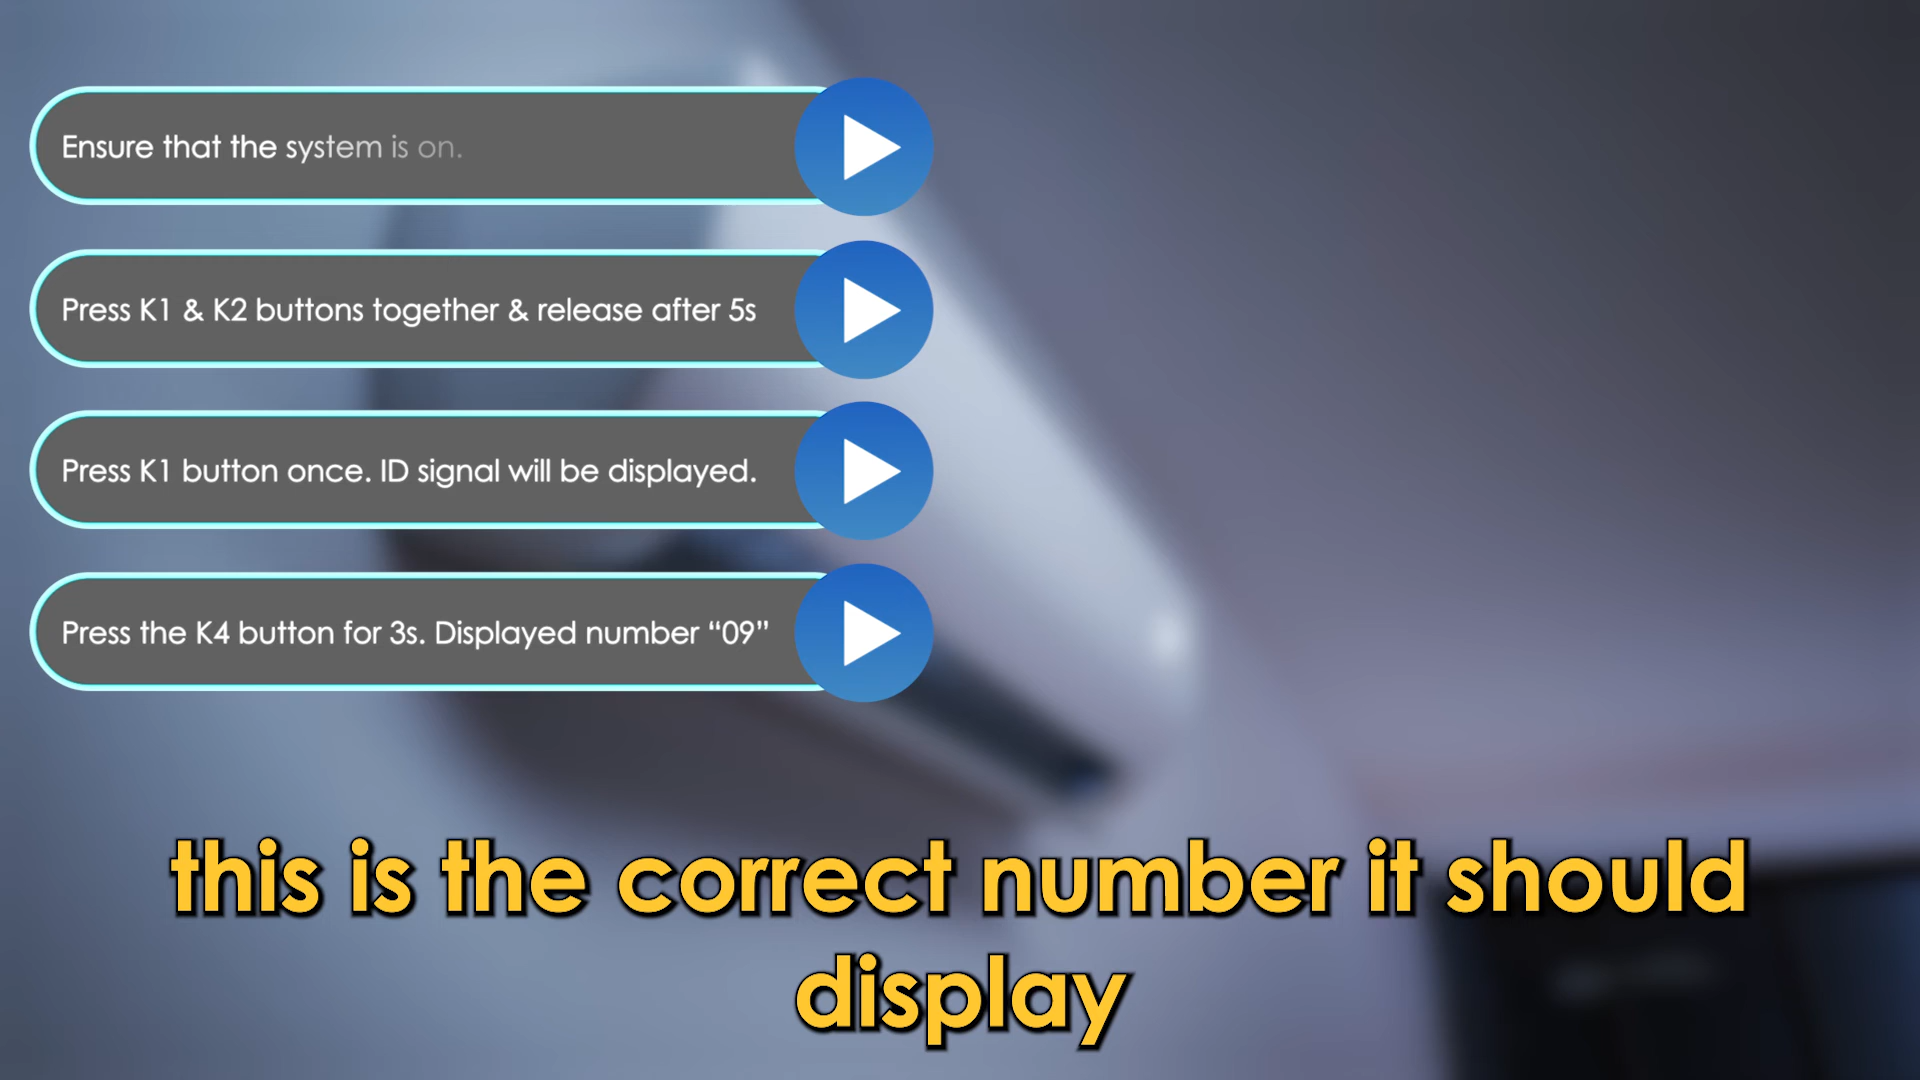 Ensure that the system is on.
Press K1 & K2 buttons together & release after 5s
Press K1 button once. ID signal will be displayed.
Press the K4 button for 3s. Displayed number “09”
this is the correct number it should
display